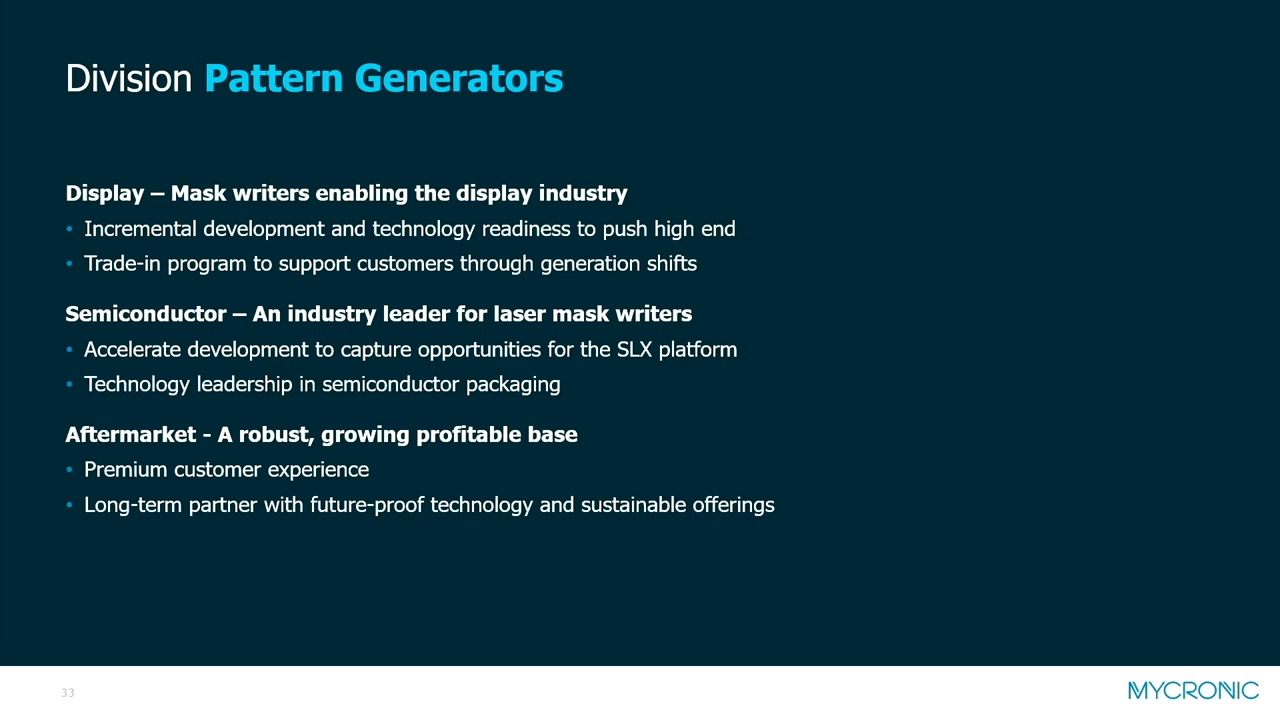 Division Pattern Generators
Display – Mask writers enabling the display industry
• Incremental development and technology readiness to push high end
• Trade-in program to support customers through generation shifts
Semiconductor – An industry leader for laser mask writers
• Accelerate development to capture opportunities for the SLX platform
• Technology leadership in semiconductor packaging
Aftermarket - A robust, growing profitable base
• Premium customer experience
• Long-term partner with future-proof technology and sustainable offerings
33
MYCRONIC